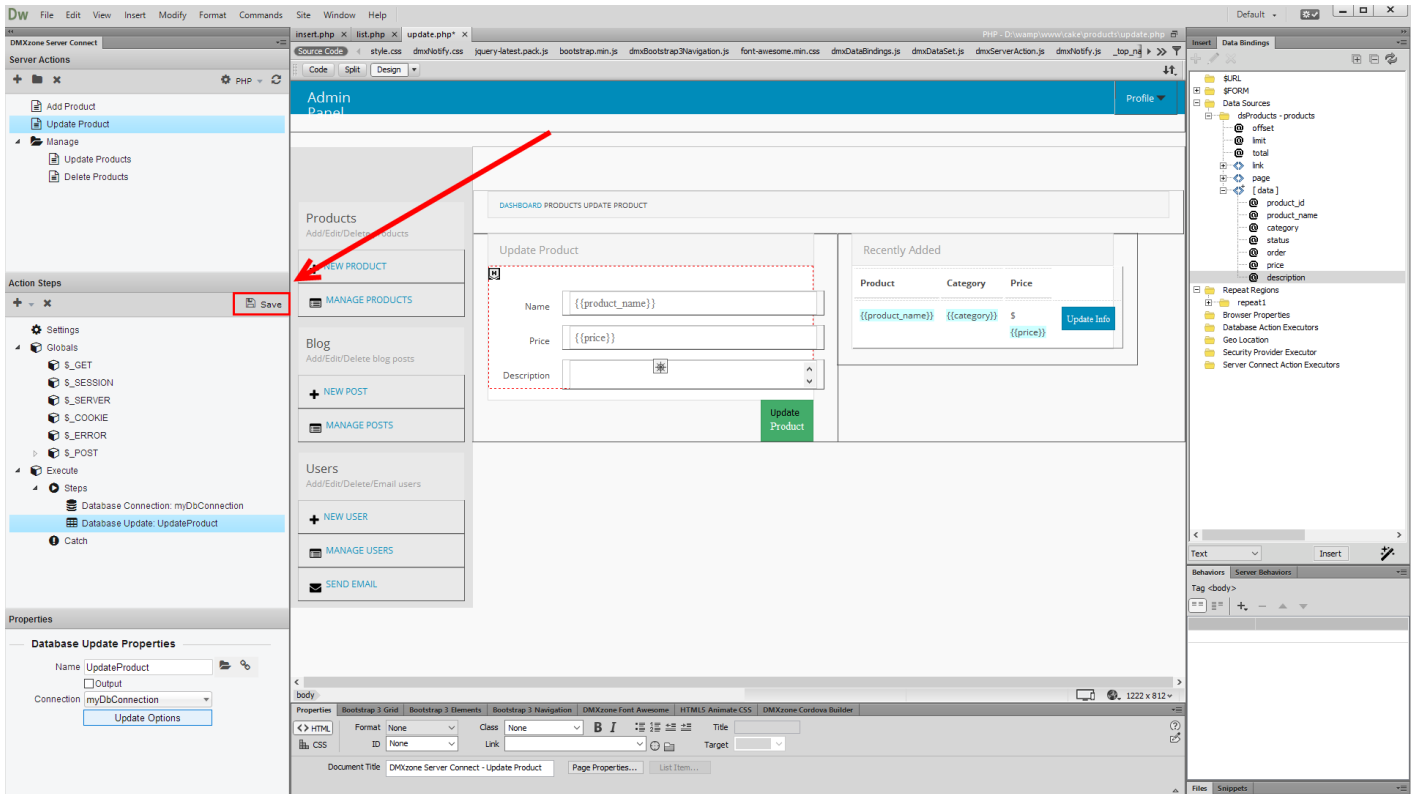 Dw File Edit View Insert Modify Format Commands Site Window Help Default
DMXzone Server Connect
Server Actions
PHP
Add Product
Update Product
Manage
Update Products
Delete Products
Action Steps
Save
Settings
Globals
$_GET
$_SESSION
$_SERVER
$_COOKIE
$_ERROR
$_POST
Execute
Steps
Database Connection: myDbConnection
Database Update: UpdateProduct
Catch
Properties
Database Update Properties
Name UpdateProduct
Output
Connection myDbConnection
Update Options
insert.php × list.php × update.php* × PHP - D:\wamp\www\cake\products\update.php
Source Code style.css dmxNotify.css jquery-latest.pack.js bootstrap.min.js dmxBootstrap3Navigation.js font-awesome.min.css dmxDataBindings.js dmxDataSet.js dmxServerAction.js dmxNotify.js
Code Split Design
Admin
Panel
Profile
Products
Add/Edit/Delete products
NEW PRODUCT
MANAGE PRODUCTS
Blog
Add/Edit/Delete blog posts
NEW POST
MANAGE POSTS
Users
Add/Edit/Delete/Email users
NEW USER
MANAGE USERS
SEND EMAIL
DASHBOARD PRODUCTS UPDATE PRODUCT
Update Product
Name {{product_name}}
Price {{price}}
Description
Update
Product
Recently Added
Product Category Price
{{product_name}} {{category}} $
{{price}}
Update Info
body 1222 x 812
Properties Bootstrap 3 Grid Bootstrap 3 Elements Bootstrap 3 Navigation DMXzone Font Awesome HTML5 Animate CSS DMXzone Cordova Builder
<> HTML Format None Class None B I Title
CSS ID None Link Target
Document Title DMXzone Server Connect - Update Product Page Properties... List Item...
Insert Data Bindings
$URL
$FORM
Data Sources
dsProducts - products
offset
limit
total
link
page
[ data ]
product_id
product_name
category
status
order
price
description
Repeat Regions
repeat1
Browser Properties
Database Action Executors
Geo Location
Security Provider Executor
Server Connect Action Executors
Text Insert
Behaviors Server Behaviors
Tag <body>
Files Snippets